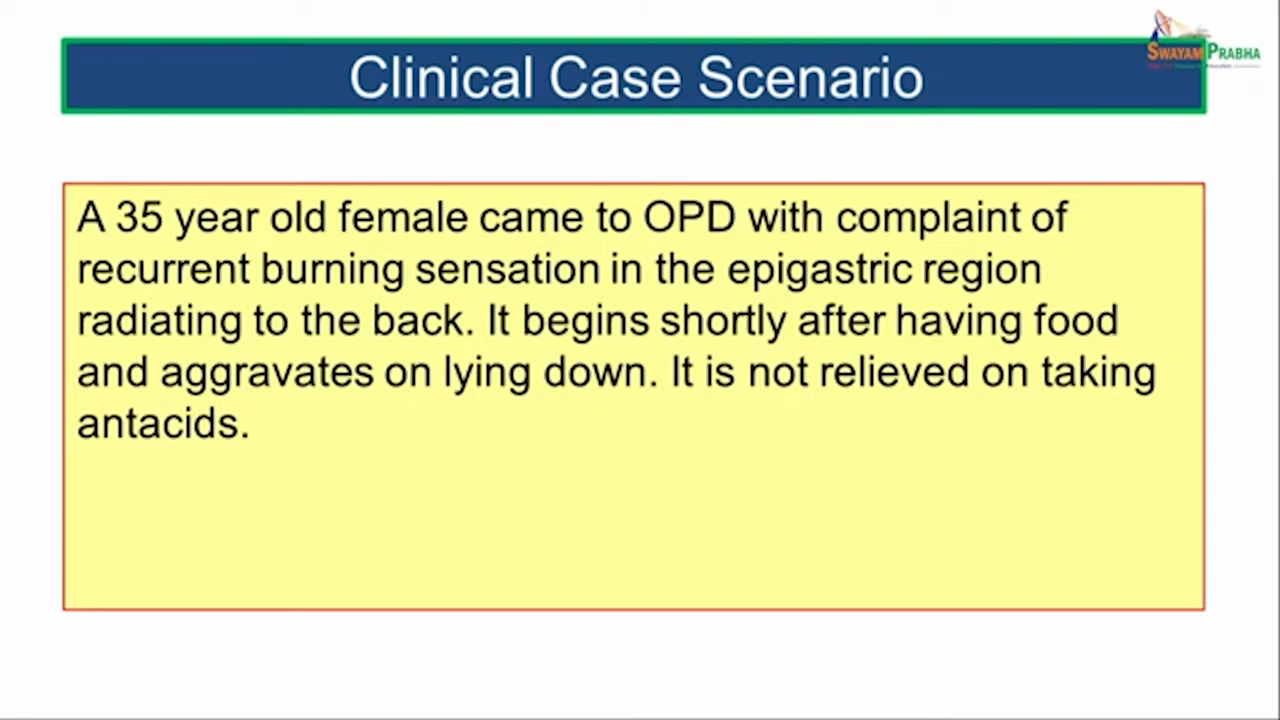 SWAYAM PRABHA
Clinical Case Scenario
A 35 year old female came to OPD with complaint of
recurrent burning sensation in the epigastric region
radiating to the back. It begins shortly after having food
and aggravates on lying down. It is not relieved on taking
antacids.